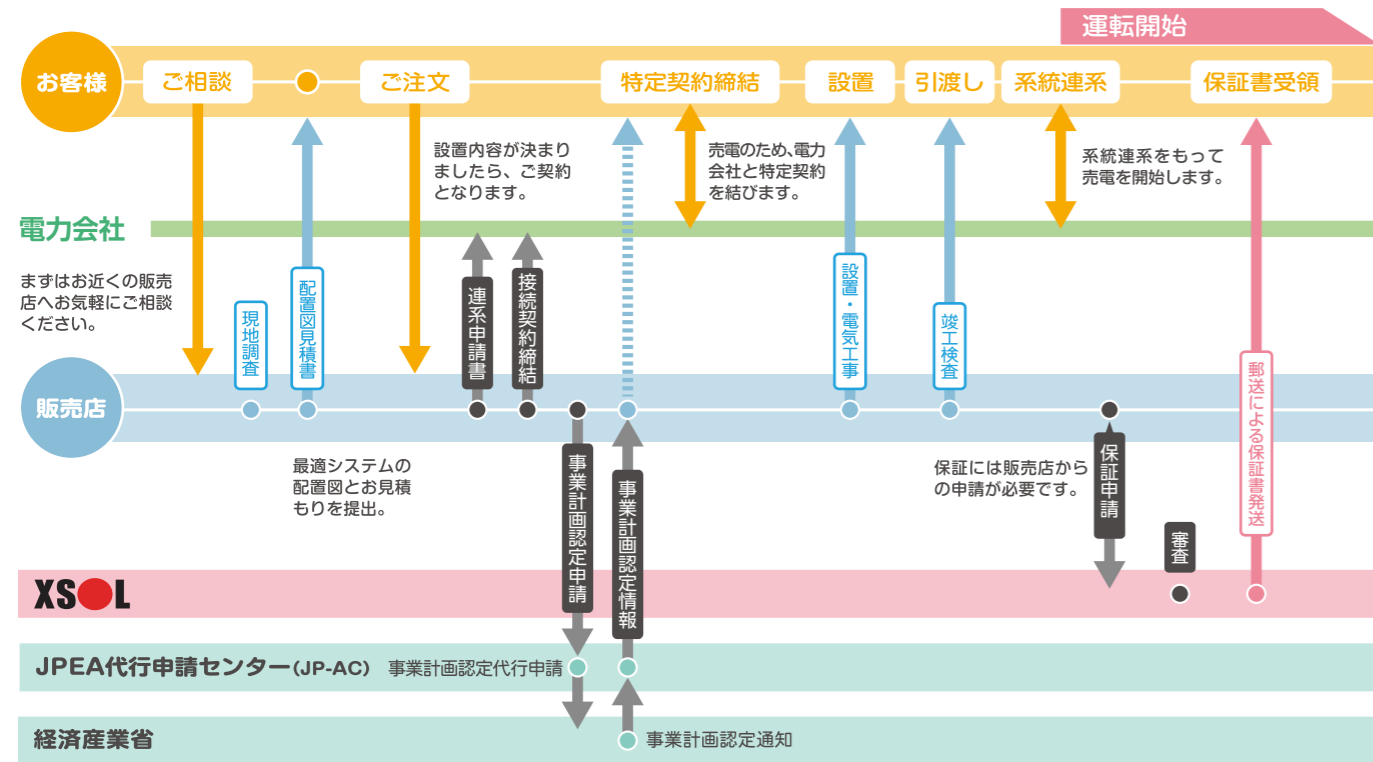 運転開始
お客様
ご相談
ご注文
特定契約締結
設置
引渡し
系統連系
保証書受領
設置内容が決まり
ましたら、ご契約
となります。
売電のため、電力
会社と特定契約
を結びます。
系統連系をもって
売電を開始します。
電力会社
まずはお近くの販売
店へお気軽にご相談
ください。
現地調査
配置図見積書
連系申請書
接続契約締結
設置・電気工事
竣工検査
郵送による保証書発送
販売店
最適システムの
配置図とお見積
もりを提出。
事業計画認定申請
事業計画認定情報
保証には販売店から
の申請が必要です。
保証申請
審査
XSOL
JPEA代行申請センター(JP-AC) 事業計画認定代行申請
経済産業省
事業計画認定通知